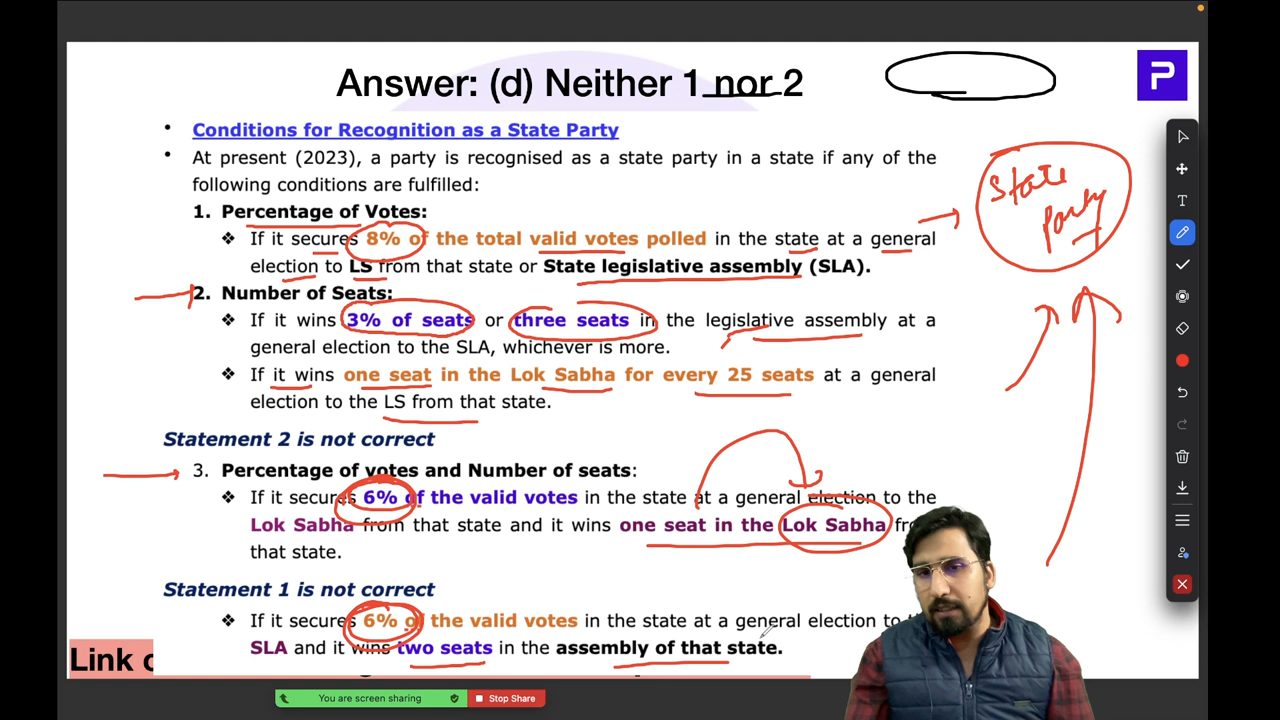 Answer: (d) Neither 1 nor 2
P
• Conditions for Recognition as a State Party
• At present (2023), a party is recognised as a state party in a state if any of the
following conditions are fulfilled:
State
party
1. Percentage of Votes:
❖ If it secures 8% of the total valid votes polled in the state at a general
election to LS from that state or State legislative assembly (SLA).
2. Number of Seats:
❖ If it wins 3% of seats or three seats in the legislative assembly at a
general election to the SLA, whichever is more.
❖ If it wins one seat in the Lok Sabha for every 25 seats at a general
election to the LS from that state.
Statement 2 is not correct
3. Percentage of votes and Number of seats:
❖ If it secures 6% of the valid votes in the state at a general election to the
Lok Sabha from that state and it wins one seat in the Lok Sabha
that state.
Statement 1 is not correct
❖ If it secures 6% of the valid votes in the state at a general election to
SLA and it wins two seats in the assembly of that state.
Link
You are screen sharing
Stop Share
T